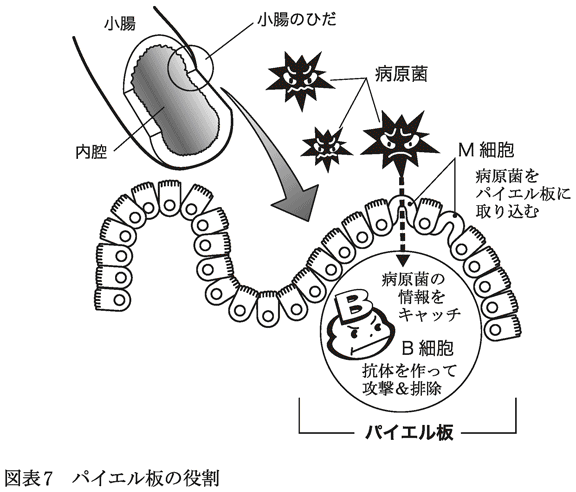 小腸
小腸のひだ
内腔
病原菌
M細胞
病原菌を
パイエル板に
取り込む
病原菌の
情報を
キャッチ
B
B細胞
抗体を作って
攻撃&排除
パイエル板
図表7 パイエル板の役割